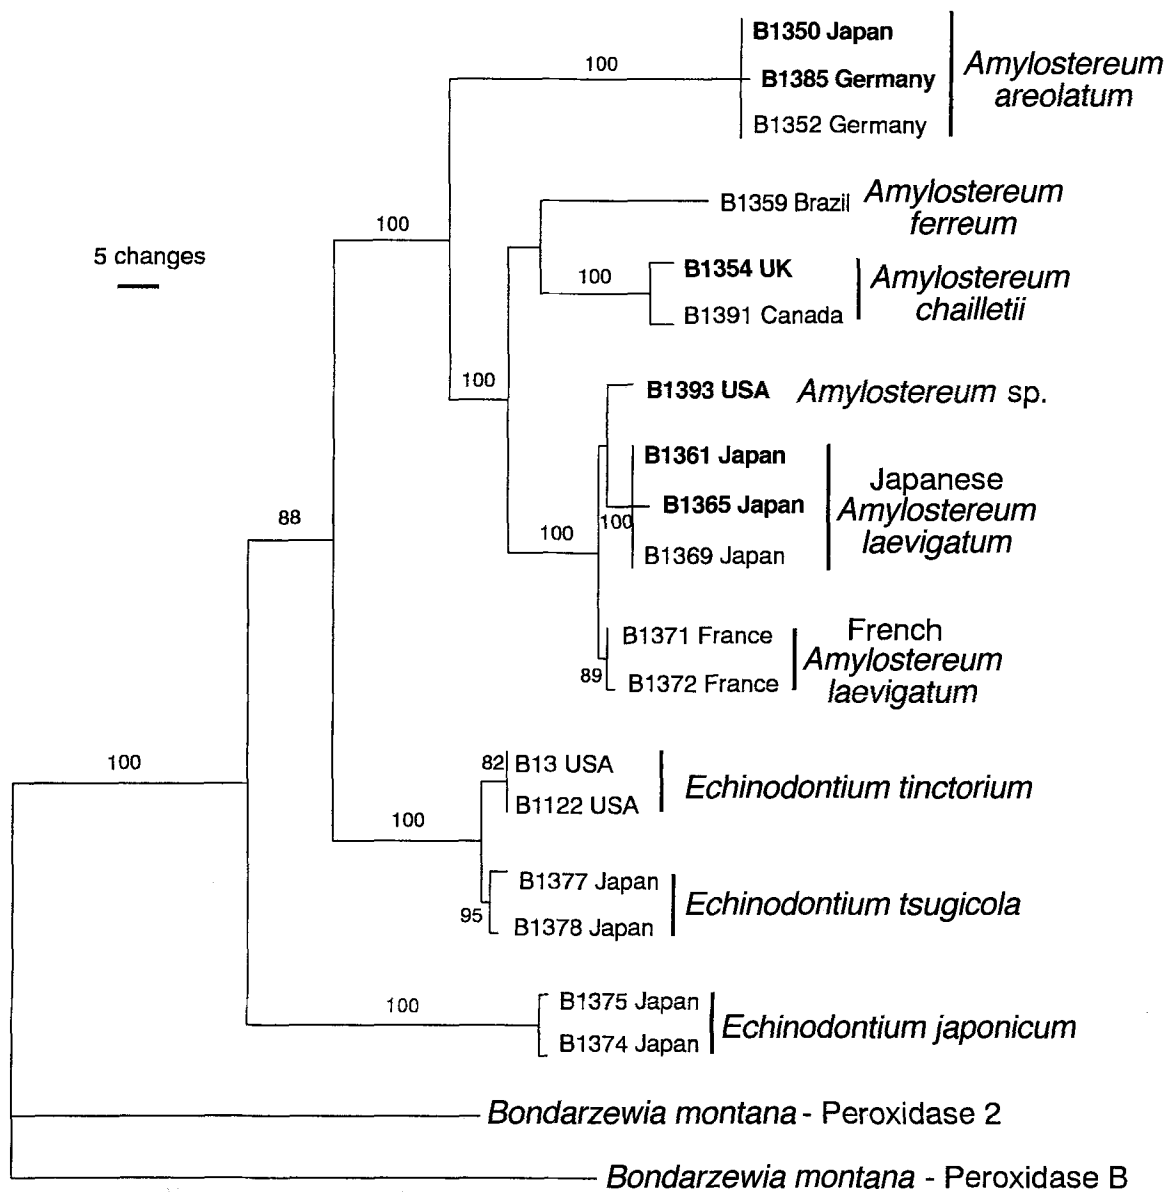 B1350 Japan
100
B1385 Germany
Amylostereum
areolatum
B1352 Germany
B1359 Brazil
Amylostereum
ferreum
100
5 changes
100
B1354 UK
Amylostereum
chailletii
B1391 Canada
100
B1393 USA
Amylostereum sp.
B1361 Japan
Japanese
Amylostereum
laevigatum
B1365 Japan
100
100
88
B1369 Japan
B1371 France
French
Amylostereum
laevigatum
89
B1372 France
100
82
B13 USA
Echinodontium tinctorium
B1122 USA
100
B1377 Japan
Echinodontium tsugicola
95
B1378 Japan
100
B1375 Japan
Echinodontium japonicum
B1374 Japan
Bondarzewia montana - Peroxidase 2
Bondarzewia montana - Peroxidase B